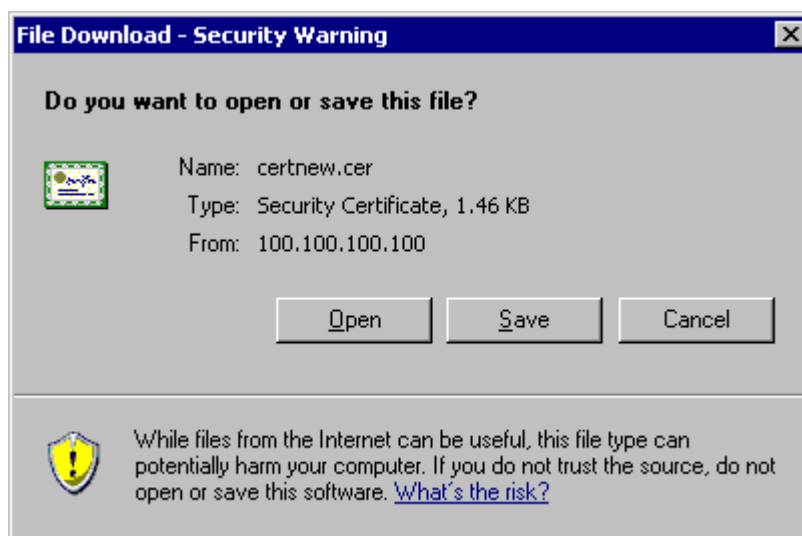 File Download - Security Warning
Do you want to open or save this file?
Name: certnew.cer
Type: Security Certificate, 1.46 KB
From: 100.100.100.100
Open Save Cancel
While files from the Internet can be useful, this file type can
potentially harm your computer. If you do not trust the source, do not
open or save this software. What's the risk?